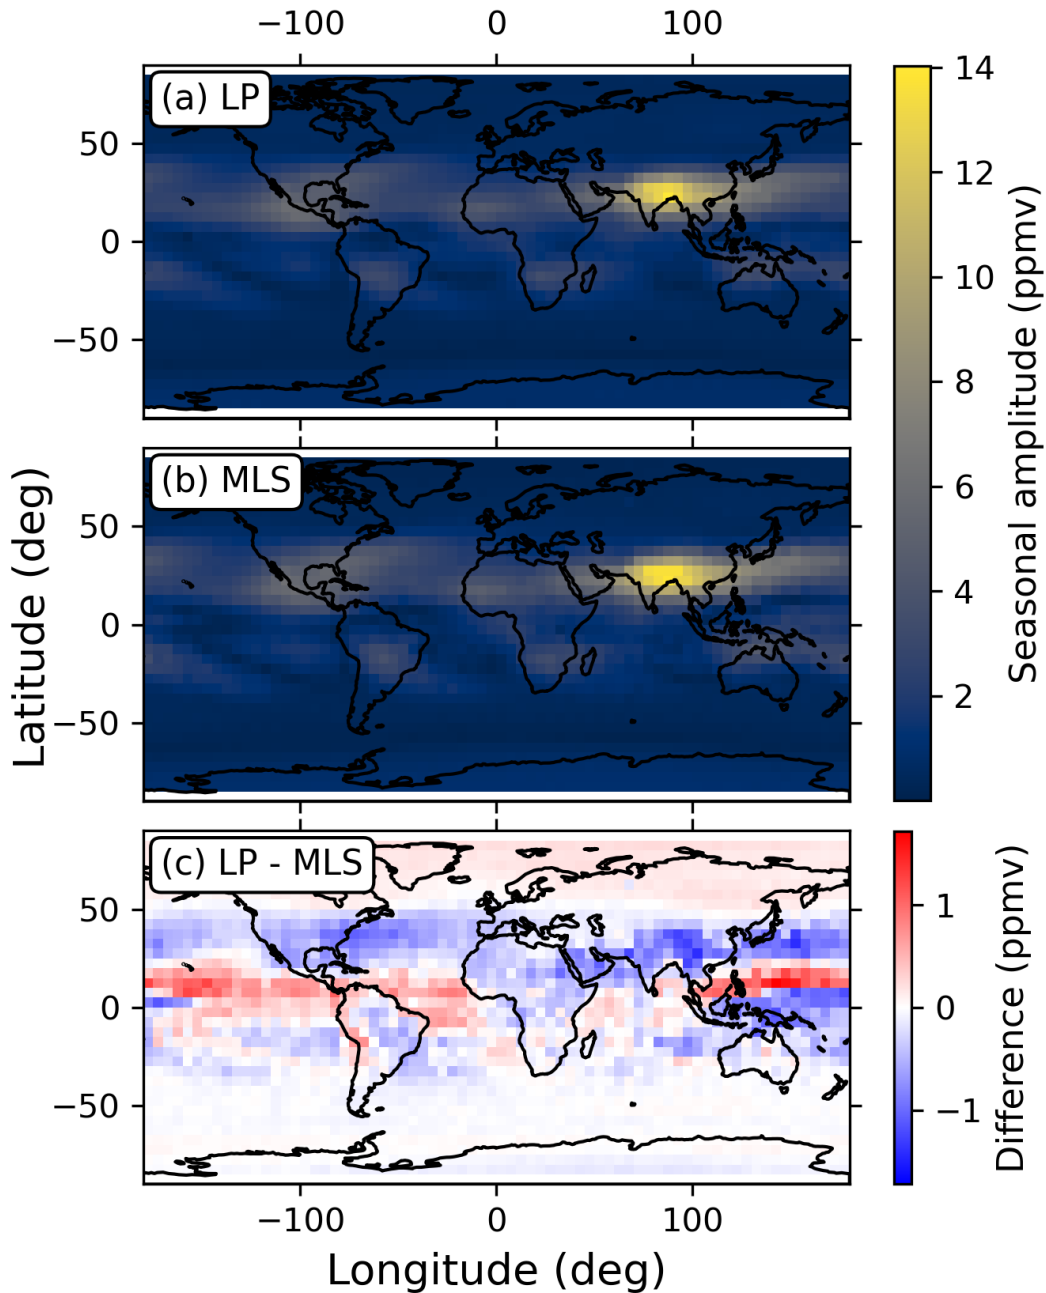 −100 0 100
(a) LP
50
0
−50
14
12
10
8
6
4
2
Seasonal amplitude (ppmv)
(b) MLS
50
0
−50
Latitude (deg)
(c) LP - MLS
50
0
−50
1
0
−1
Difference (ppmv)
−100 0 100
Longitude (deg)